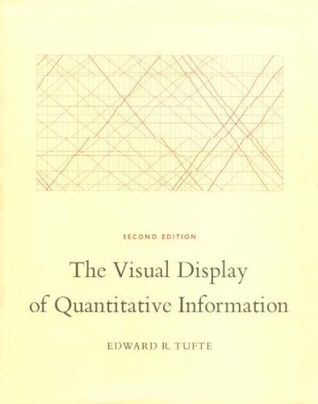 SECOND EDITION
The Visual Display
of Quantitative Information
EDWARD R. TUFTE